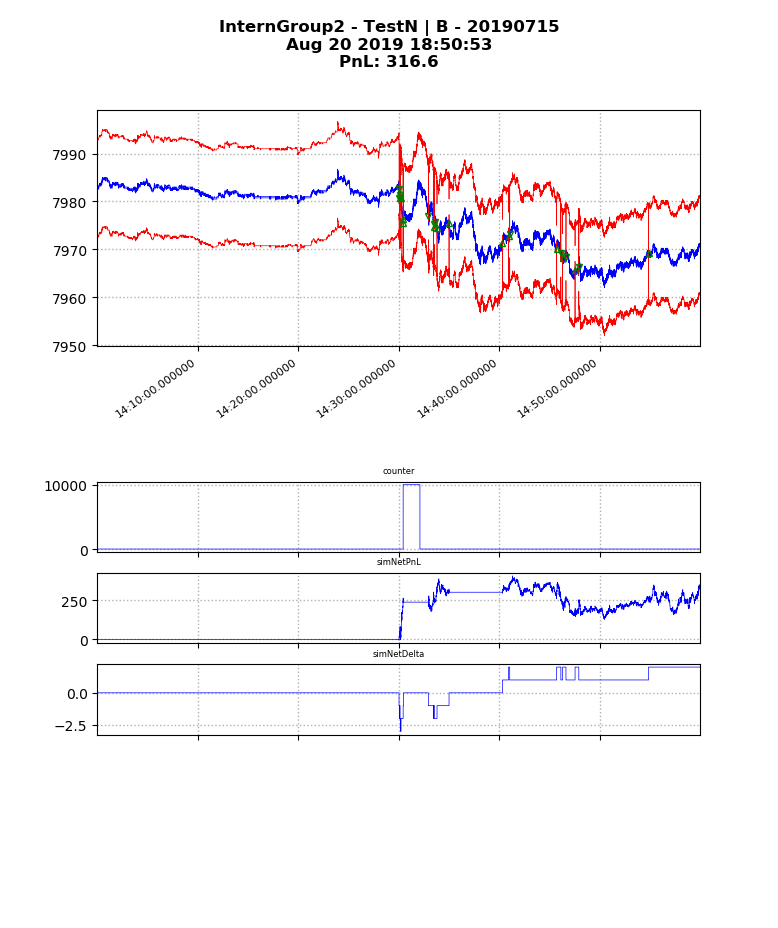 InternGroup2 - TestN | B - 20190715
Aug 20 2019 18:50:53
PnL: 316.6
7990
7980
7970
7960
7950
14:10:00.000000
14:20:00.000000
14:30:00.000000
14:40:00.000000
14:50:00.000000
counter
10000
0
simNetPnL
250
0
simNetDelta
0.0
−2.5